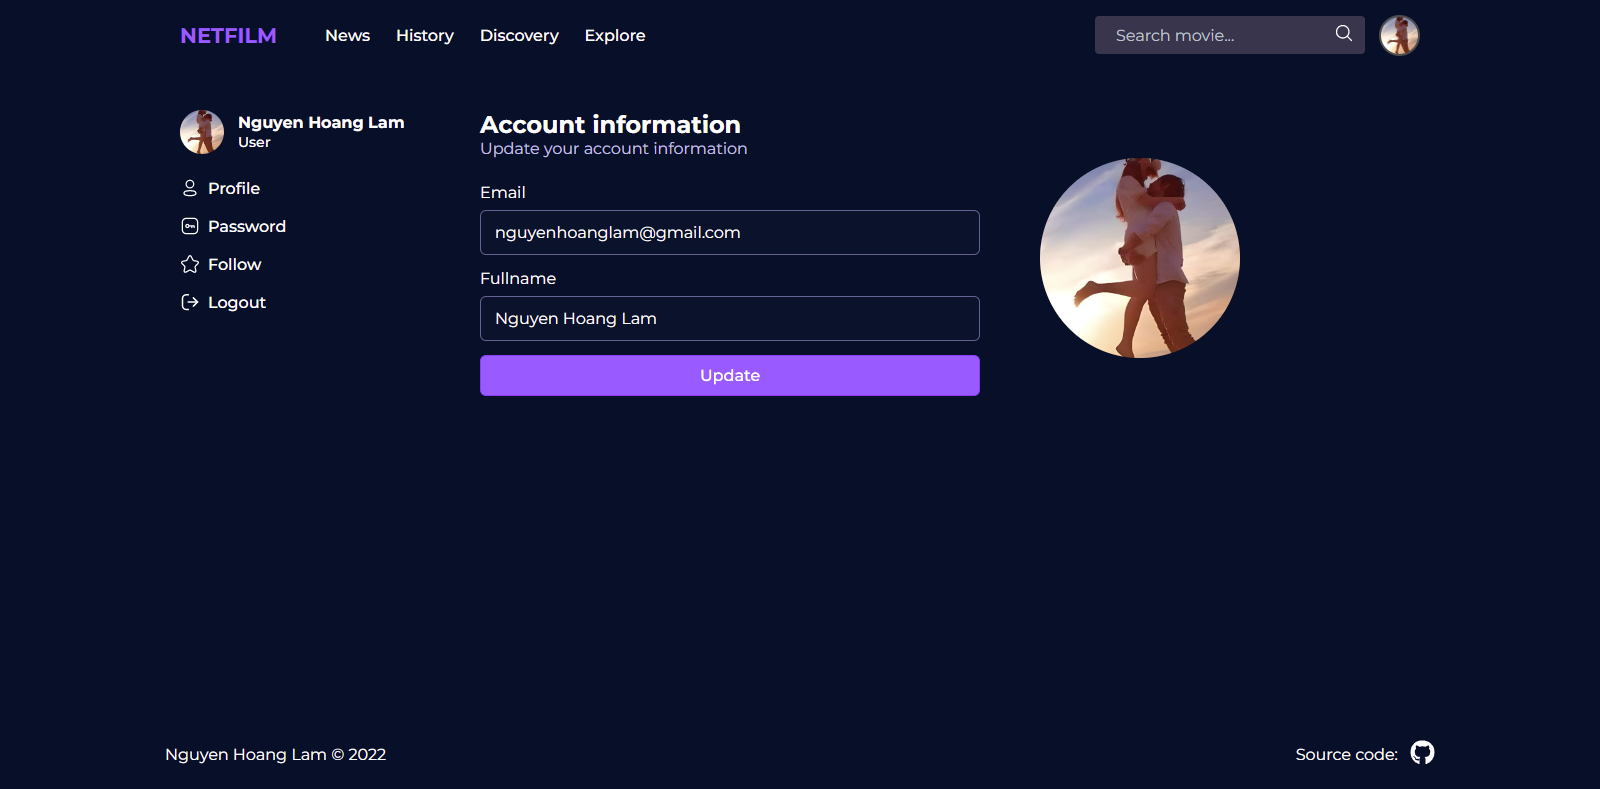 NETFILM News History Discovery Explore Search movie...
Nguyen Hoang Lam
User
Profile
Password
Follow
Logout
Account information
Update your account information
Email
nguyenhoanglam@gmail.com
Fullname
Nguyen Hoang Lam
Update
Nguyen Hoang Lam © 2022
Source code: